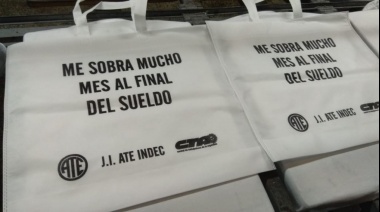 ME SOBRA MUCHO
MES AL FINAL
DEL SUELDO
ATE
J.I. ATE INDEC
ME SOBRA MUCHO
MES AL FINAL
DEL SUELDO
ATE
J.I. ATE INDEC